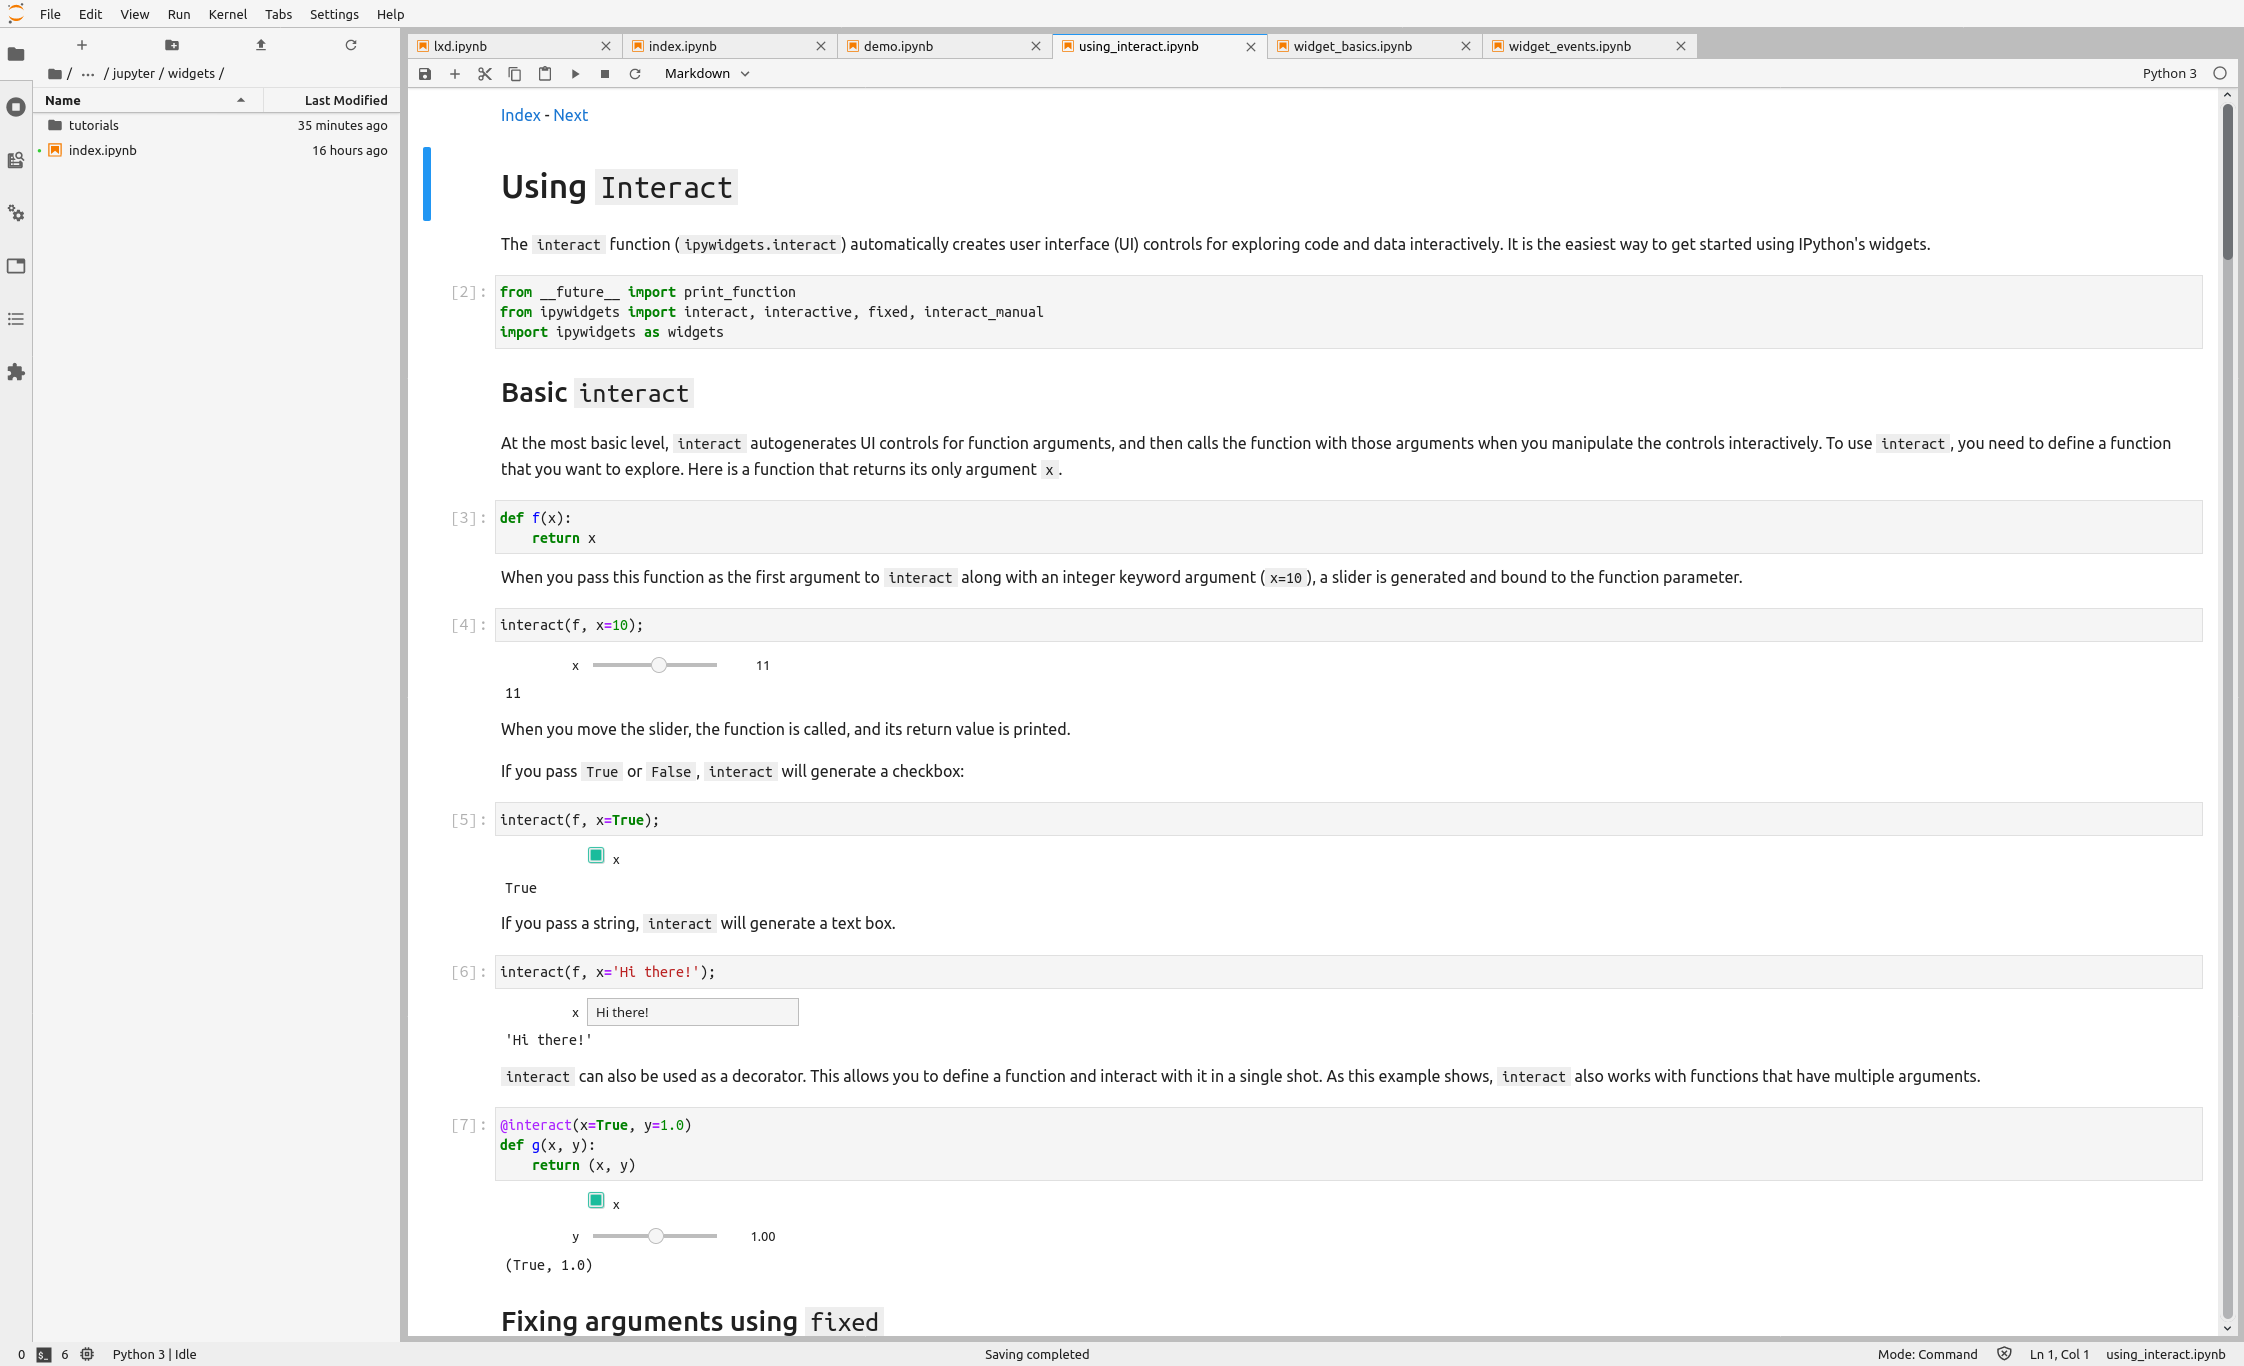 File Edit View Run Kernel Tabs Settings Help
/ ··· / jupyter / widgets /
Name Last Modified
tutorials 35 minutes ago
index.ipynb 16 hours ago
lxd.ipynb index.ipynb demo.ipynb using_interact.ipynb widget_basics.ipynb widget_events.ipynb
Markdown Python 3
Index - Next
Using Interact
The interact function (ipywidgets.interact) automatically creates user interface (UI) controls for exploring code and data interactively. It is the easiest way to get started using IPython's widgets.
[2]: from __future__ import print_function
from ipywidgets import interact, interactive, fixed, interact_manual
import ipywidgets as widgets
Basic interact
At the most basic level, interact autogenerates UI controls for function arguments, and then calls the function with those arguments when you manipulate the controls interactively. To use interact, you need to define a function
that you want to explore. Here is a function that returns its only argument x.
[3]: def f(x):
    return x
When you pass this function as the first argument to interact along with an integer keyword argument (x=10), a slider is generated and bound to the function parameter.
[4]: interact(f, x=10);
x 11
11
When you move the slider, the function is called, and its return value is printed.
If you pass True or False, interact will generate a checkbox:
[5]: interact(f, x=True);
x
True
If you pass a string, interact will generate a text box.
[6]: interact(f, x='Hi there!');
x Hi there!
'Hi there!'
interact can also be used as a decorator. This allows you to define a function and interact with it in a single shot. As this example shows, interact also works with functions that have multiple arguments.
[7]: @interact(x=True, y=1.0)
def g(x, y):
    return (x, y)
x
y 1.00
(True, 1.0)
Fixing arguments using fixed
0 $_ 6 Python 3 | Idle Saving completed Mode: Command Ln 1, Col 1 using_interact.ipynb